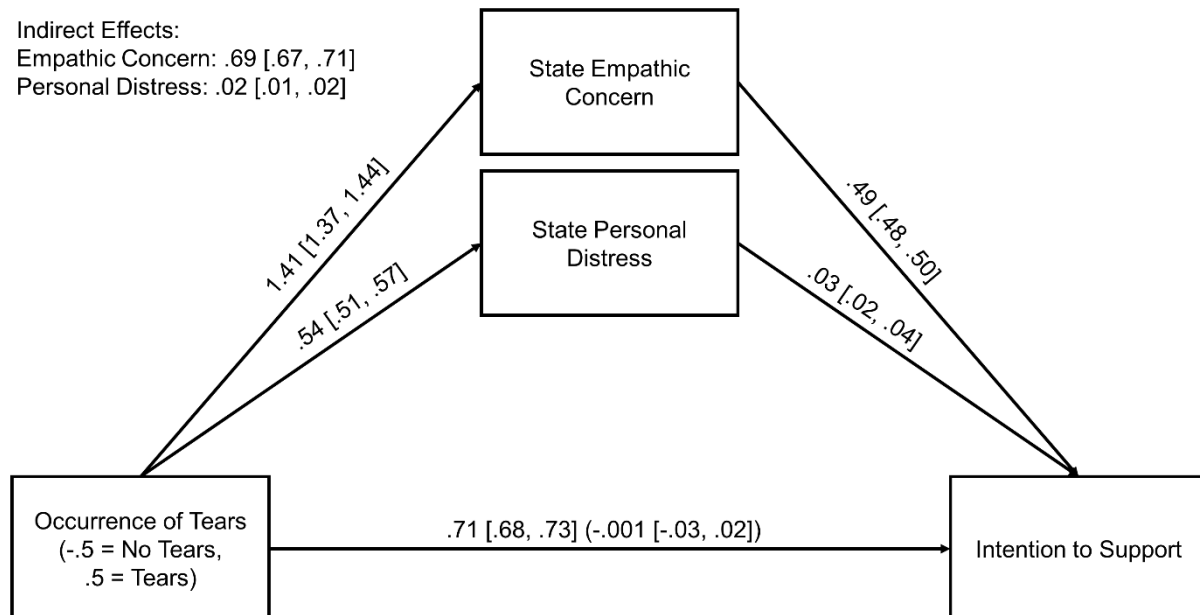 Indirect Effects:
Empathic Concern: .69 [.67, .71]
Personal Distress: .02 [.01, .02]
State Empathic
Concern
1.41 [1.37, 1.44]
.49 [.48, .50]
State Personal
Distress
.54 [.51, .57]
.03 [.02, .04]
Occurrence of Tears
(-.5 = No Tears,
.5 = Tears)
.71 [.68, .73] (-.001 [-.03, .02])
Intention to Support